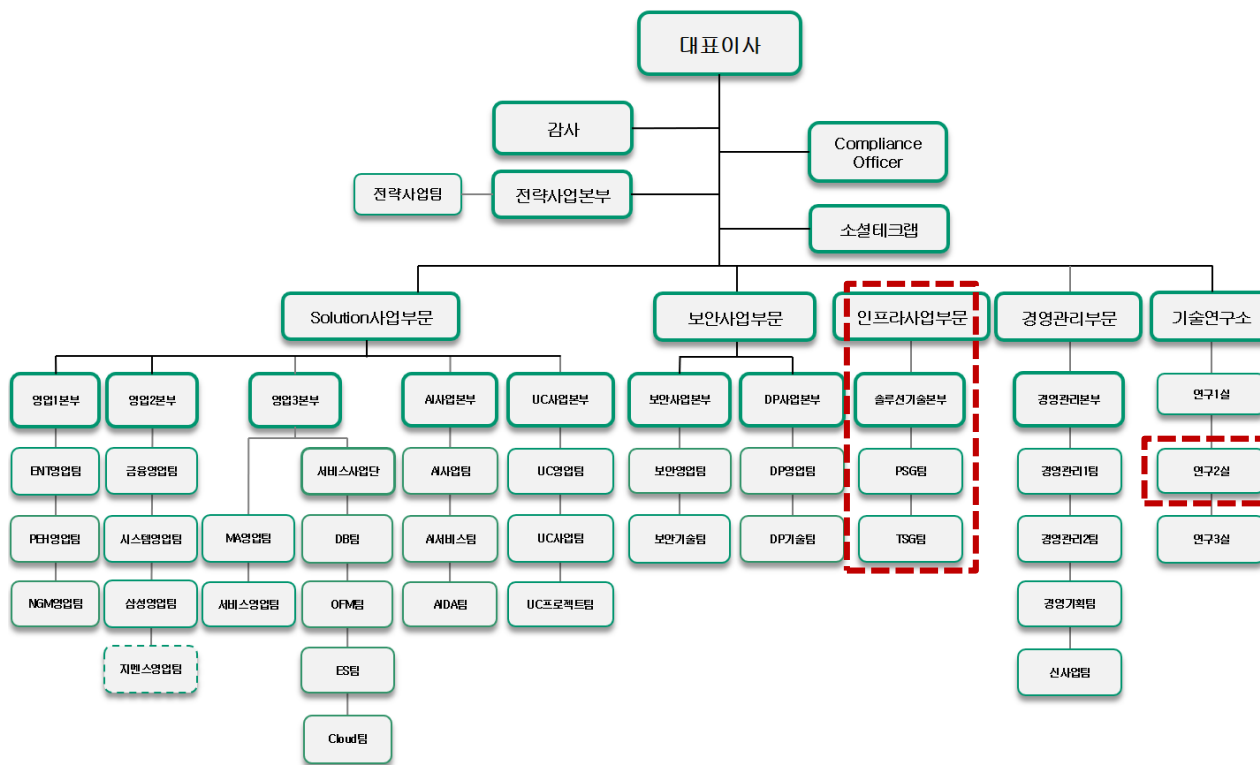 대표이사
감사
Compliance
Officer
전략사업팀
전략사업본부
소셜테크랩
Solution사업부문
보안사업부문
인프라사업부문
경영관리부문
기술연구소
영업1본부
영업2본부
영업3본부
AI사업본부
UC사업본부
보안사업본부
DP사업본부
솔루션기술본부
경영관리본부
연구1실
ENT영업팀
금융영업팀
서비스사업단
AI사업팀
UC영업팀
보안영업팀
DP영업팀
PSG팀
경영관리1팀
연구2실
PEH영업팀
시스템영업팀
MA영업팀
DB팀
AI서비스팀
UC사업팀
보안기술팀
DP기술팀
TSG팀
경영관리2팀
연구3실
NGM영업팀
삼성영업팀
서비스영업팀
OFM팀
AIDA팀
UC프로젝트팀
경영기획팀
지멘스영업팀
ES팀
신사업팀
Cloud팀